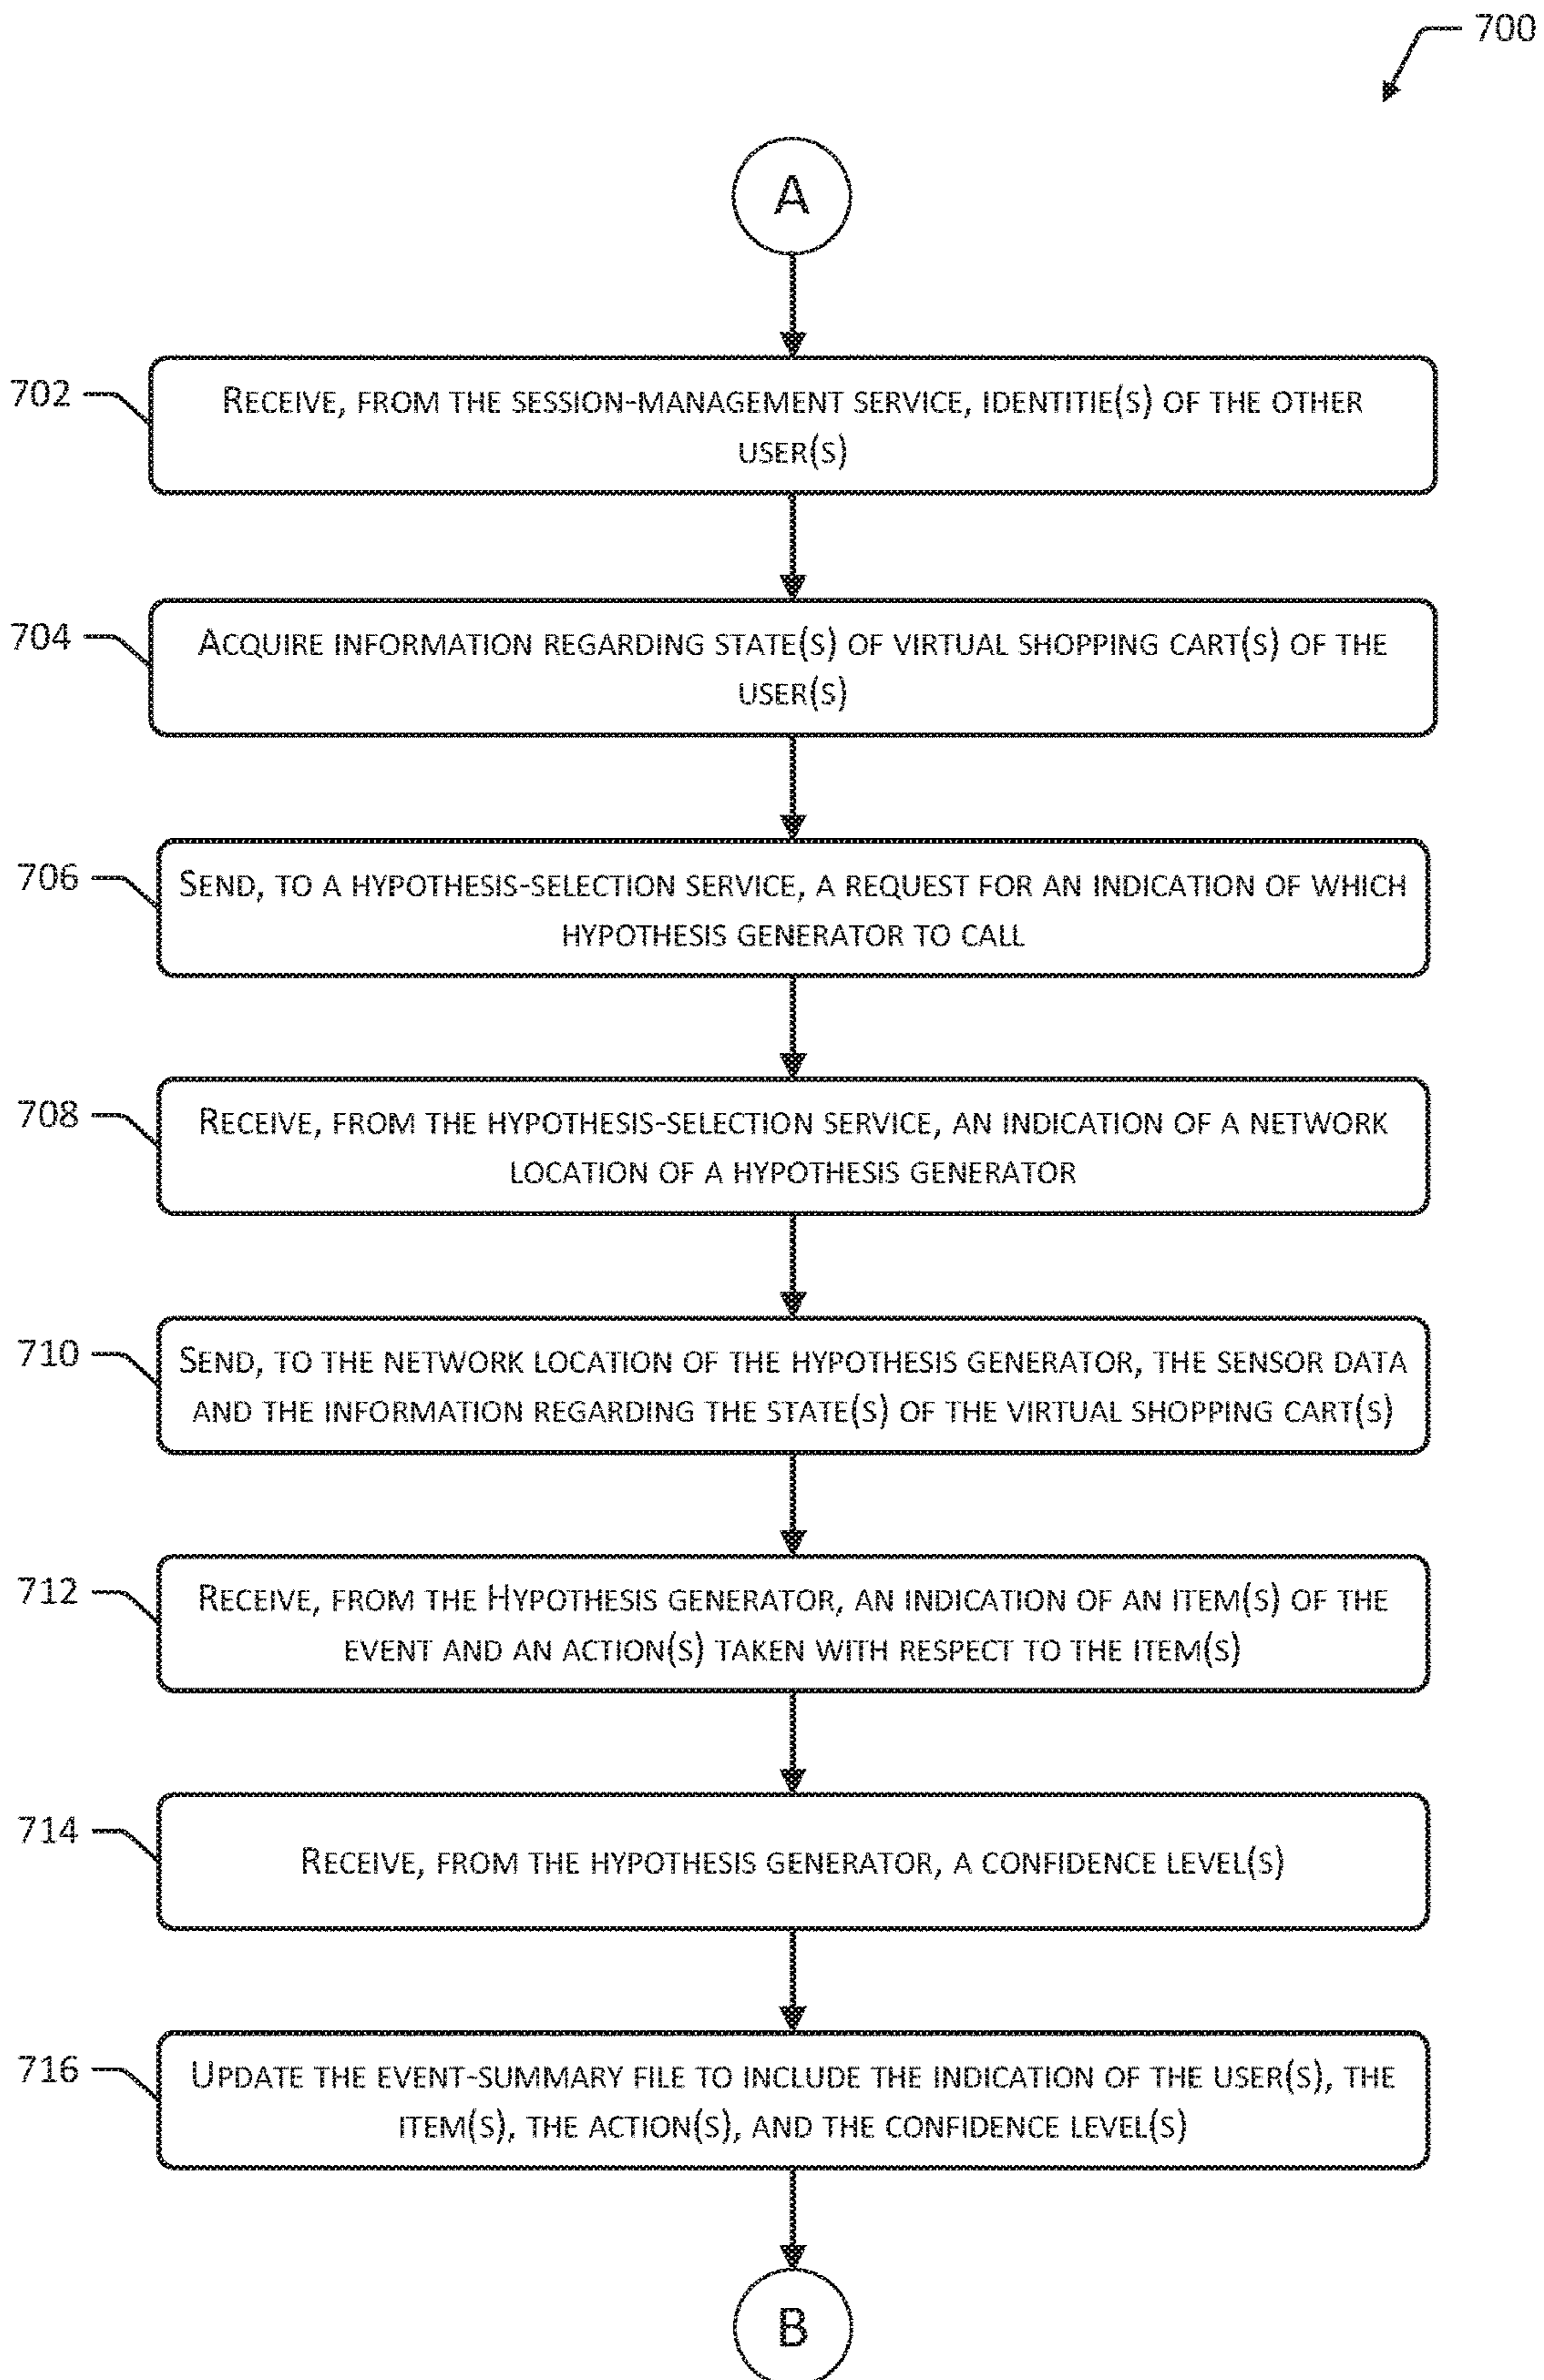 700
A
702
RECEIVE, FROM THE SESSION-MANAGEMENT SERVICE, IDENTITIE(S) OF THE OTHER
USER(S)
704
ACQUIRE INFORMATION REGARDING STATE(S) OF VIRTUAL SHOPPING CART(S) OF THE
USER(S)
706
SEND, TO A HYPOTHESIS-SELECTION SERVICE, A REQUEST FOR AN INDICATION OF WHICH
HYPOTHESIS GENERATOR TO CALL
708
RECEIVE, FROM THE HYPOTHESIS-SELECTION SERVICE, AN INDICATION OF A NETWORK
LOCATION OF A HYPOTHESIS GENERATOR
710
SEND, TO THE NETWORK LOCATION OF THE HYPOTHESIS GENERATOR, THE SENSOR DATA
AND THE INFORMATION REGARDING THE STATE(S) OF THE VIRTUAL SHOPPING CART(S)
712
RECEIVE, FROM THE HYPOTHESIS GENERATOR, AN INDICATION OF AN ITEM(S) OF THE
EVENT AND AN ACTION(S) TAKEN WITH RESPECT TO THE ITEM(S)
714
RECEIVE, FROM THE HYPOTHESIS GENERATOR, A CONFIDENCE LEVEL(S)
716
UPDATE THE EVENT-SUMMARY FILE TO INCLUDE THE INDICATION OF THE USER(S), THE
ITEM(S), THE ACTION(S), AND THE CONFIDENCE LEVEL(S)
B